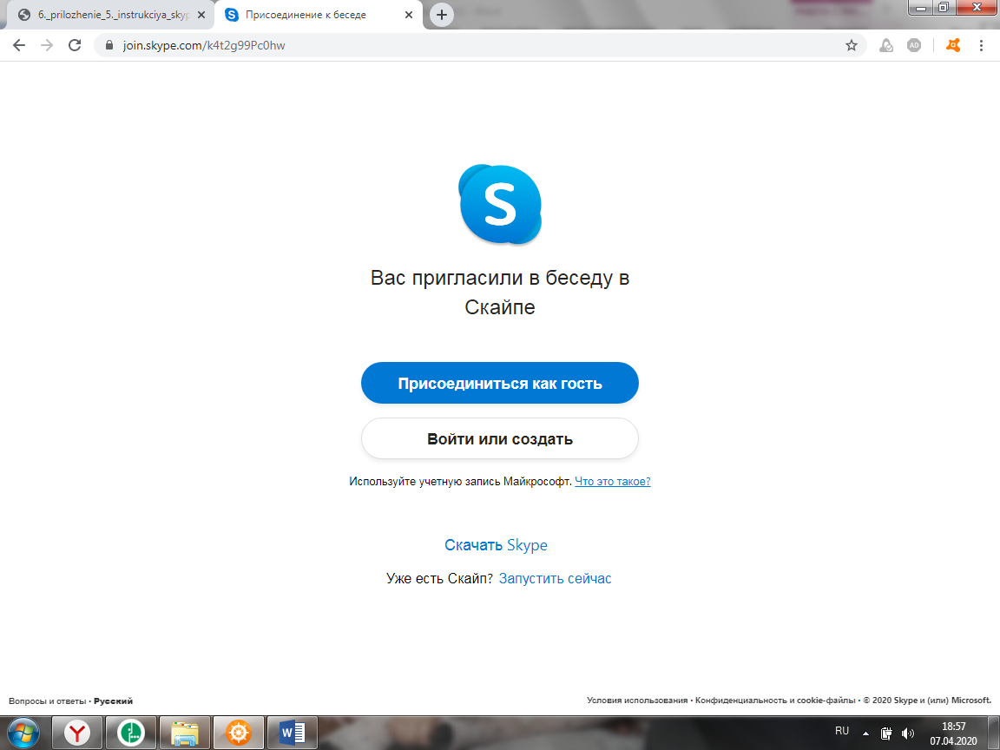 6._prilozhenie_5._instrukciya_skyp
Присоединение к беседе
join.skype.com/k4t2g99Pc0hw
AD
S
Вас пригласили в беседу в
Скайпе
Присоединиться как гость
Войти или создать
Используйте учетную запись Майкрософт. Что это такое?
Скачать Skype
Уже есть Скайп? Запустить сейчас
Вопросы и ответы • Русский
Условия использования • Конфиденциальность и cookie-файлы • © 2020 Skype и (или) Microsoft.
RU
18:57
07.04.2020